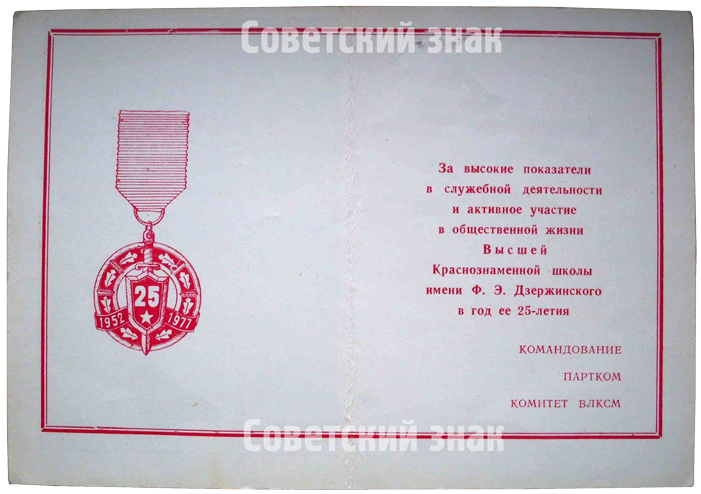 Советский знак
25
1952 1977
За высокие показатели
в служебной деятельности
и активное участие
в общественной жизни
Высшей
Краснознаменной школы
имени Ф. Э. Дзержинского
в год ее 25-летия
КОМАНДОВАНИЕ
ПАРТКОМ
КОМИТЕТ ВЛКСМ
Советский знак